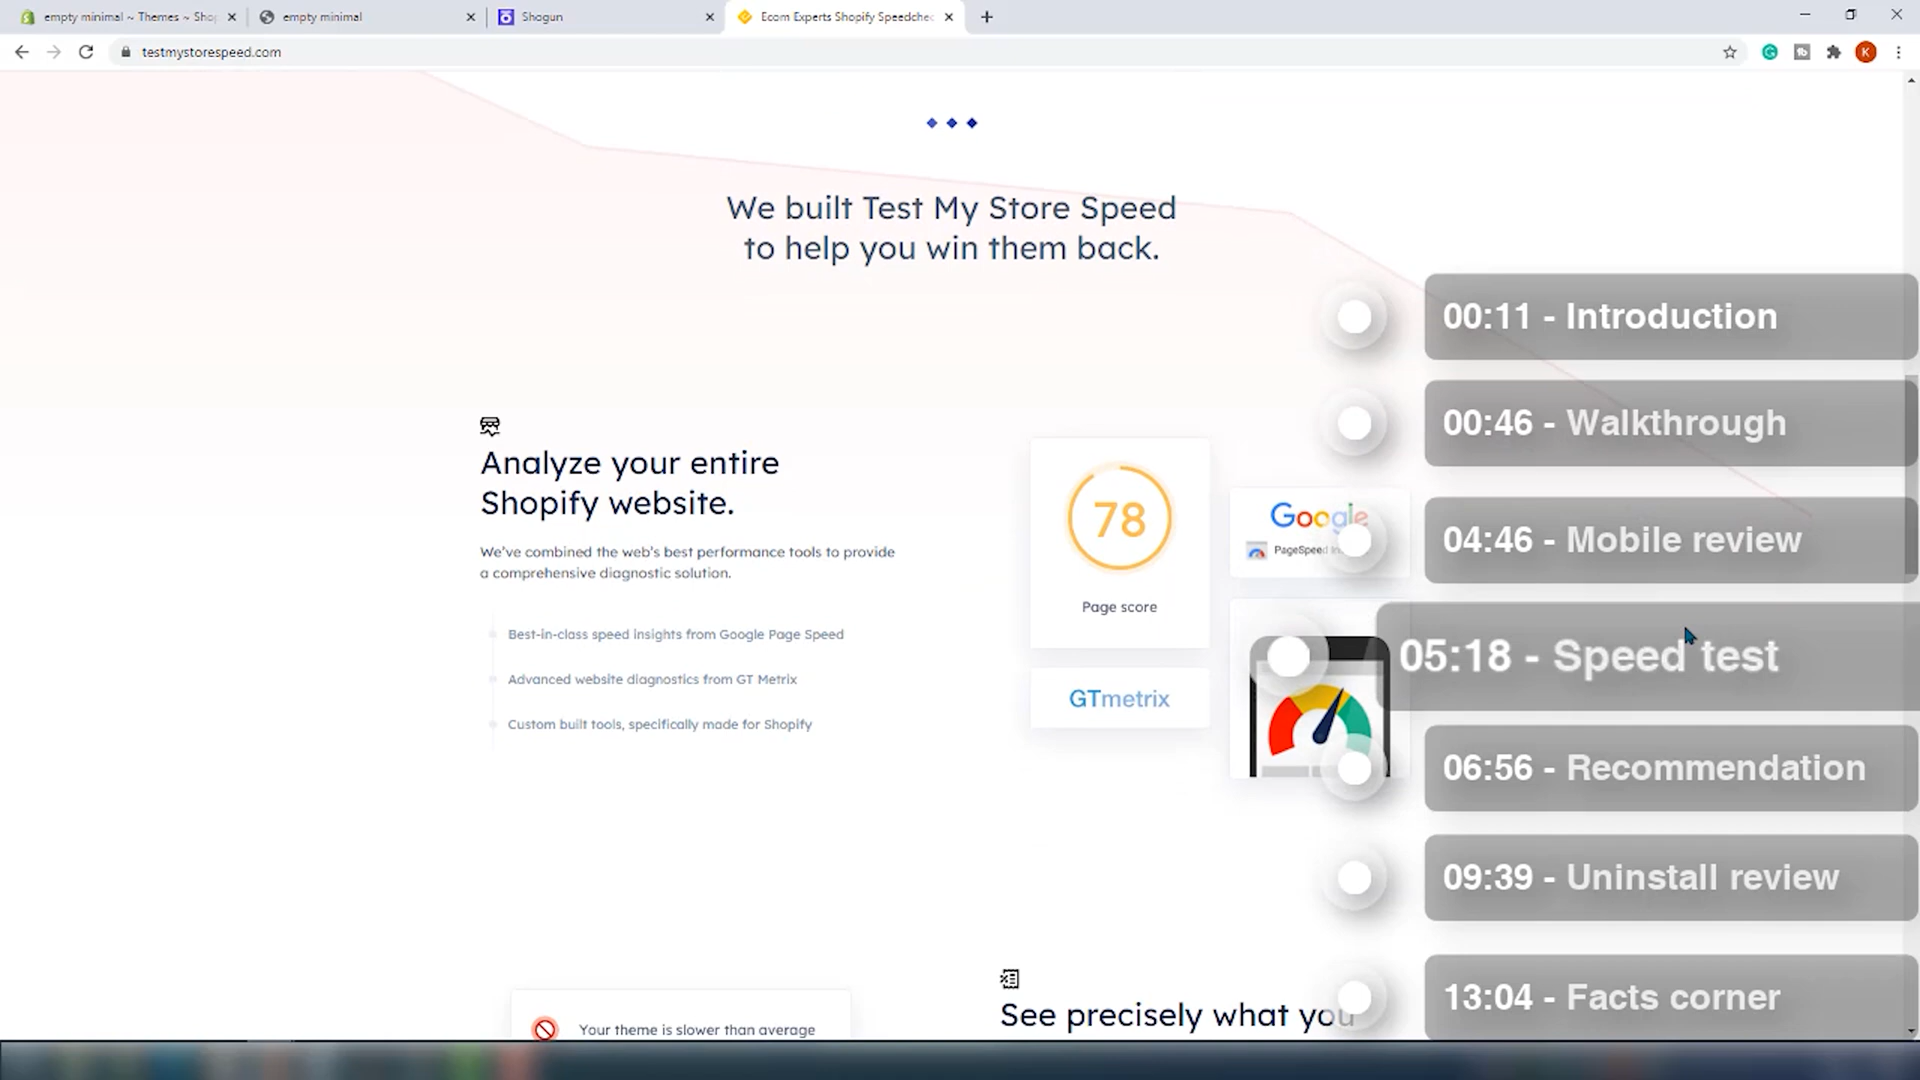 empty minimal ~ Themes ~ Sho
empty minimal
Shogun
Ecom Experts Shopify Speedchec
testmystorespeed.com
K
We built Test My Store Speed
to help you win them back.
00:11 - Introduction
00:46 - Walkthrough
04:46 - Mobile review
05:18 - Speed test
06:56 - Recommendation
09:39 - Uninstall review
13:04 - Facts corner
Analyze your entire
Shopify website.
We've combined the web's best performance tools to provide
a comprehensive diagnostic solution.
Best-in-class speed insights from Google Page Speed
Advanced website diagnostics from GT Metrix
Custom built tools, specifically made for Shopify
78
Page score
Google
PageSpeed
GTmetrix
Your theme is slower than average
See precisely what you